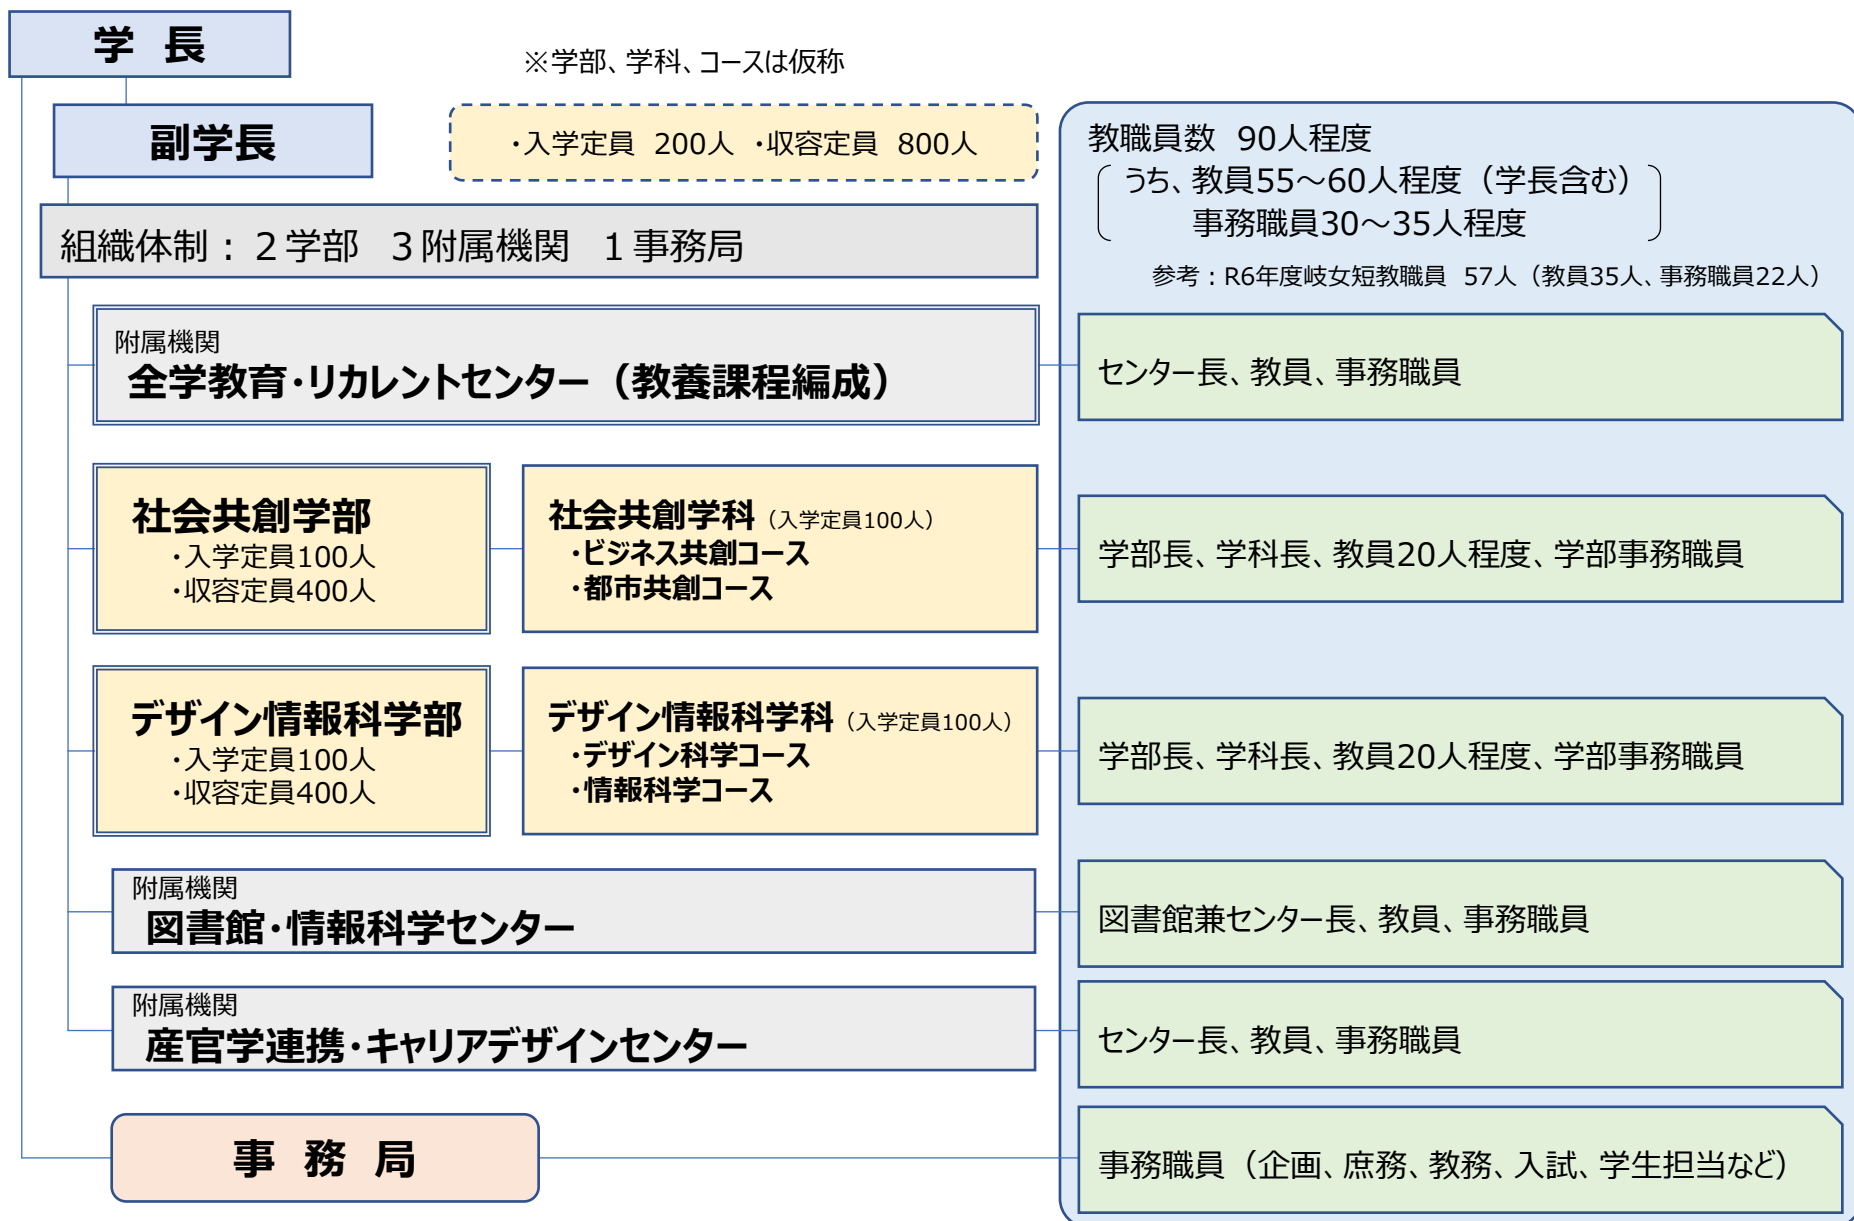 学 長
※学部、学科、コースは仮称
副学長
・入学定員 200人 ・収容定員 800人
教職員数 90人程度
うち、教員55～60人程度（学長含む）
事務職員30～35人程度
参考：R6年度岐女短教職員 57人（教員35人、事務職員22人）
組織体制：２学部 ３附属機関 １事務局
附属機関
全学教育・リカレントセンター（教養課程編成）
センター長、教員、事務職員
社会共創学部
・入学定員100人
・収容定員400人
社会共創学科（入学定員100人）
・ビジネス共創コース
・都市共創コース
学部長、学科長、教員20人程度、学部事務職員
デザイン情報科学部
・入学定員100人
・収容定員400人
デザイン情報科学科（入学定員100人）
・デザイン科学コース
・情報科学コース
学部長、学科長、教員20人程度、学部事務職員
附属機関
図書館・情報科学センター
図書館兼センター長、教員、事務職員
附属機関
産官学連携・キャリアデザインセンター
センター長、教員、事務職員
事 務 局
事務職員（企画、庶務、教務、入試、学生担当など）